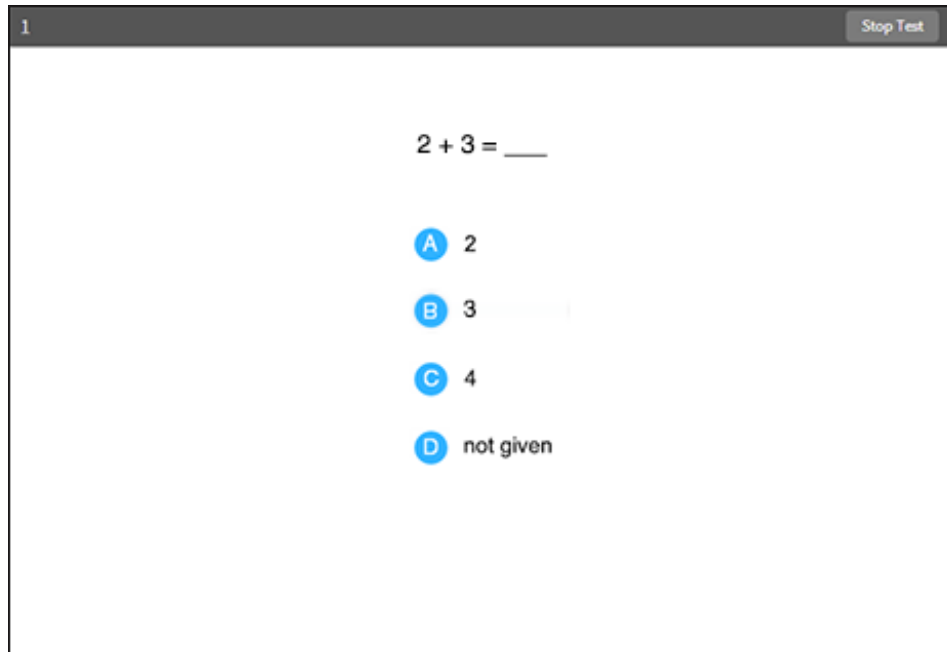 1
Stop Test
2 + 3 = ___
A 2
B 3
C 4
D not given